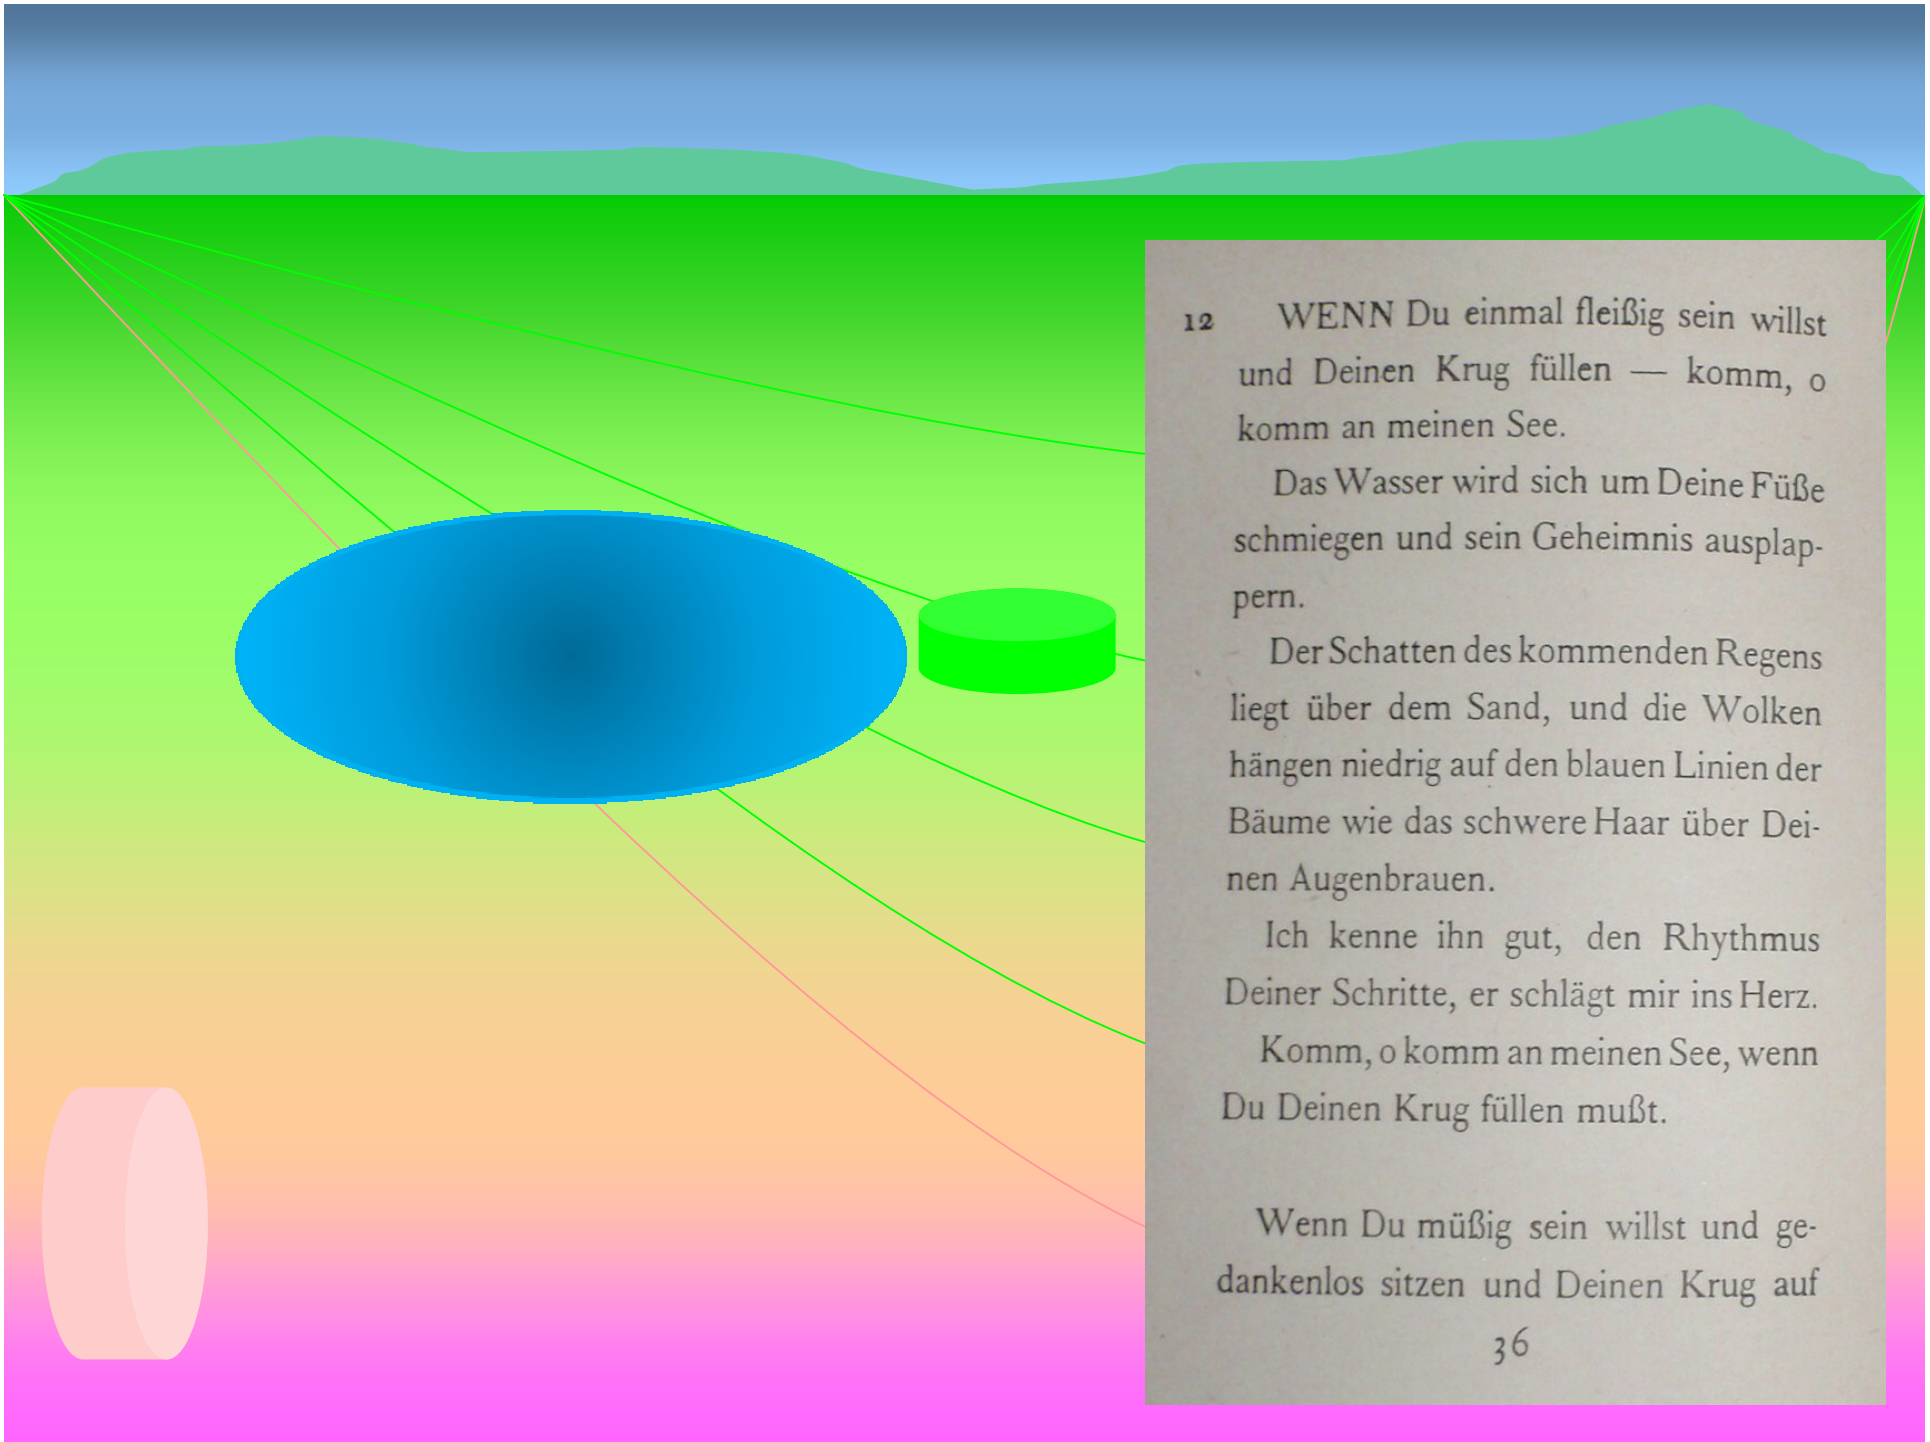 12 WENN Du einmal fleißig sein willst
und Deinen Krug füllen — komm, o
komm an meinen See.
Das Wasser wird sich um Deine Füße
schmiegen und sein Geheimnis ausplap-
pern.
Der Schatten des kommenden Regens
liegt über dem Sand, und die Wolken
hängen niedrig auf den blauen Linien der
Bäume wie das schwere Haar über Dei-
nen Augenbrauen.
Ich kenne ihn gut, den Rhythmus
Deiner Schritte, er schlägt mir ins Herz.
Komm, o komm an meinen See, wenn
Du Deinen Krug füllen mußt.
Wenn Du müßig sein willst und ge-
dankenlos sitzen und Deinen Krug auf
36